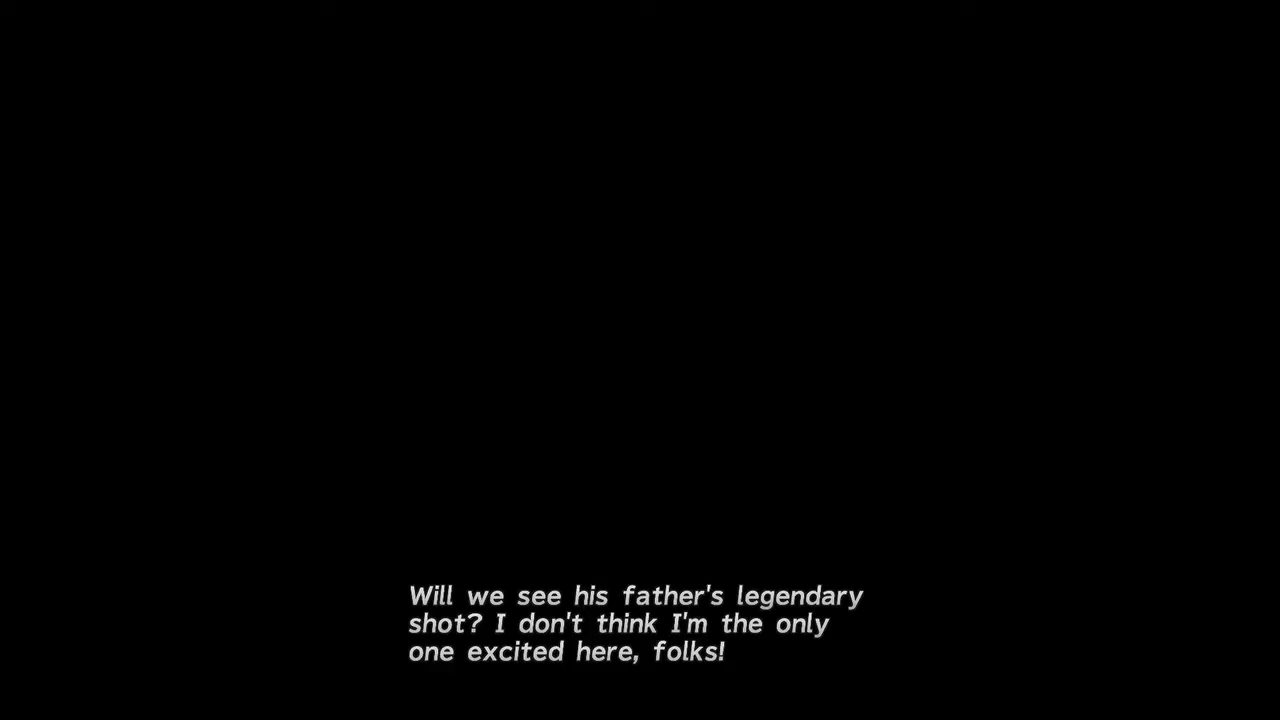 Will we see his father's legendary
shot? I don't think I'm the only
one excited here, folks!